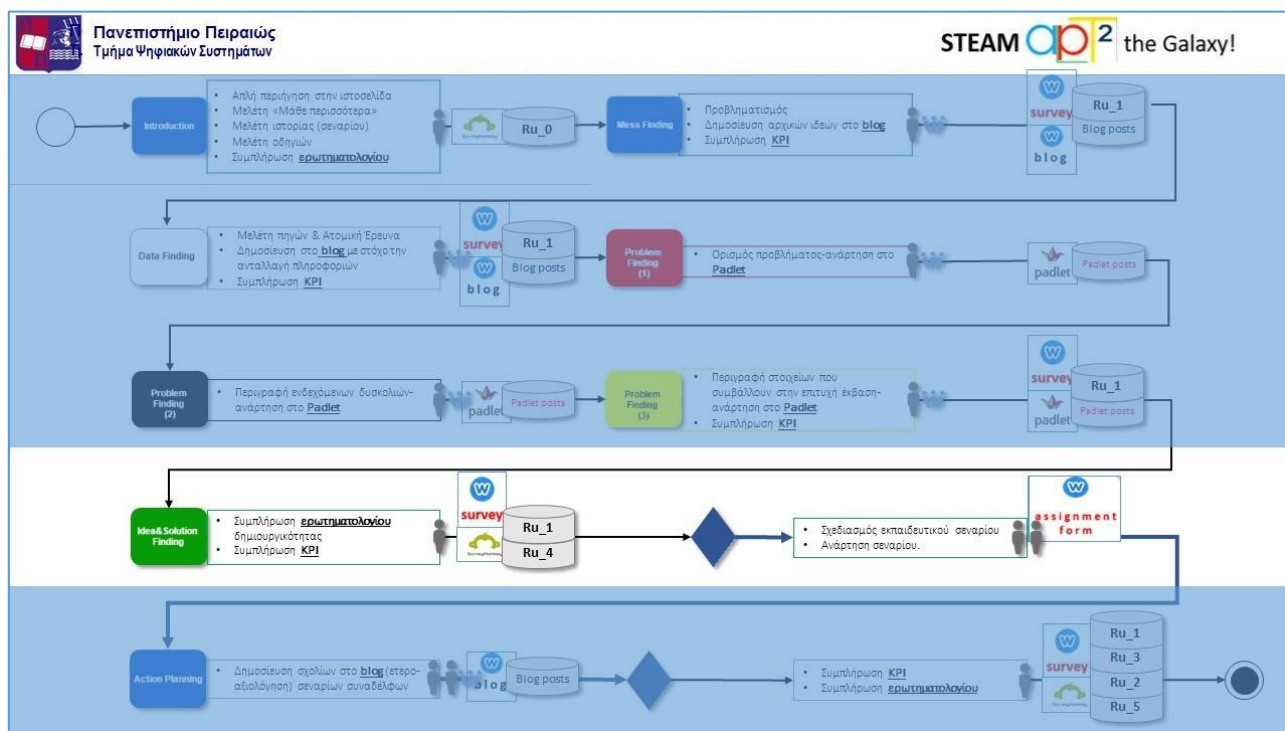 Πανεπιστήμιο Πειραιώς
Τμήμα Ψηφιακών Συστημάτων
STEAM apT2 the Galaxy!
Introduction
• Απλή περιήγηση στην ιστοσελίδα
• Μελέτη «Μάθε περισσότερα»
• Μελέτη ιστορίας (σεναρίου)
• Μελέτη οδηγιών
• Συμπλήρωση ερωτηματολογίου
SurveyMonkey
Ru_0
Mess Finding
• Προβληματισμός
• Δημοσίευση αρχικών ιδεών στο blog
• Συμπλήρωση KPI
survey
blog
Ru_1
Blog posts
Data Finding
• Μελέτη πηγών & Ατομική Έρευνα
• Δημοσίευση στο blog με στόχο την
ανταλλαγή πληροφοριών
• Συμπλήρωση KPI
survey
blog
Ru_1
Blog posts
Problem
Finding
(1)
• Ορισμός προβλήματος-ανάρτηση στο
Padlet
padlet
Padlet posts
Problem
Finding
(2)
• Περιγραφή ενδεχόμενων δυσκολιών-
ανάρτηση στο Padlet
padlet
Padlet posts
Problem
Finding
(3)
• Περιγραφή στοιχείων που
συμβάλλουν στην επιτυχή έκβαση-
ανάρτηση στο Padlet
• Συμπλήρωση KPI
survey
padlet
Ru_1
Padlet posts
Idea&Solution
Finding
• Συμπλήρωση ερωτηματολογίου
δημιουργικότητας
• Συμπλήρωση KPI
survey
SurveyMonkey
Ru_1
Ru_4
• Σχεδιασμός εκπαιδευτικού σεναρίου
• Ανάρτηση σεναρίου.
assignment
form
Action Planning
• Δημοσίευση σχολίων στο blog (ετερο-
αξιολόγηση) σεναρίων συναδέλφων
blog
Blog posts
• Συμπλήρωση KPI
• Συμπλήρωση ερωτηματολογίου
survey
SurveyMonkey
Ru_1
Ru_3
Ru_2
Ru_5